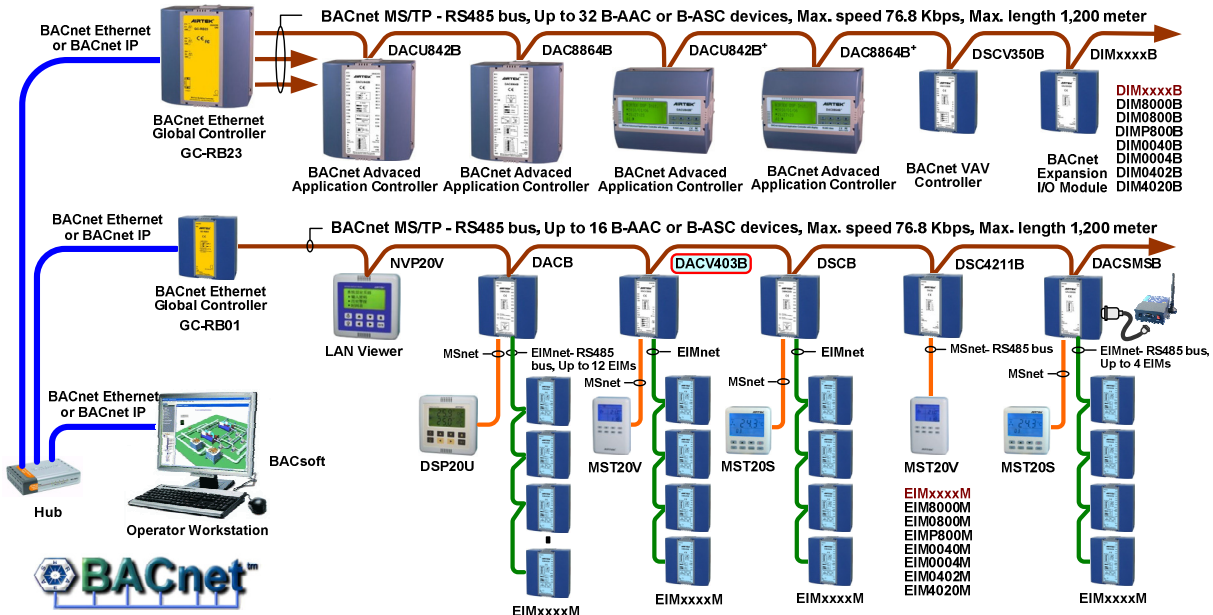 BACnet MS/TP - RS485 bus, Up to 32 B-AAC or B-ASC devices, Max. speed 76.8 Kbps, Max. length 1,200 meter
BACnet Ethernet
or BACnet IP
BACnet Ethernet
Global Controller
GC-RB23
DACU842B
DAC8864B
DACU842B+
DAC8864B+
DSCV350B
DIMxxxxB
AIRTEK
AIRTEK
AIRTEK
AIRTEK
BACnet Advaced
Application Controller
BACnet Advaced
Application Controller
BACnet Advaced
Application Controller
BACnet Advaced
Application Controller
BACnet VAV
Controller
BACnet
Expansion
I/O Module
DIMxxxxB
DIM8000B
DIM0800B
DIMP800B
DIM0040B
DIM0004B
DIM0402B
DIM4020B
BACnet Ethernet
or BACnet IP
BACnet Ethernet
Global Controller
GC-RB01
BACnet MS/TP - RS485 bus, Up to 16 B-AAC or B-ASC devices, Max. speed 76.8 Kbps, Max. length 1,200 meter
NVP20V
DACB
DACV403B
DSCB
DSC4211B
DACSMSB
LAN Viewer
MSnet
EIMnet- RS485
bus, Up to 12 EIMs
EIMnet
MSnet
EIMnet
MSnet
MSnet- RS485 bus
EIMnet- RS485 bus,
Up to 4 EIMs
MSnet
DSP20U
MST20V
MST20S
MST20V
MST20S
EIMxxxxM
EIM8000M
EIM0800M
EIMP800M
EIM0040M
EIM0004M
EIM0402M
EIM4020M
EIMxxxxM
EIMxxxxM
EIMxxxxM
EIMxxxxM
BACnet Ethernet
or BACnet IP
BACsoft
Hub
Operator Workstation
BACnet™